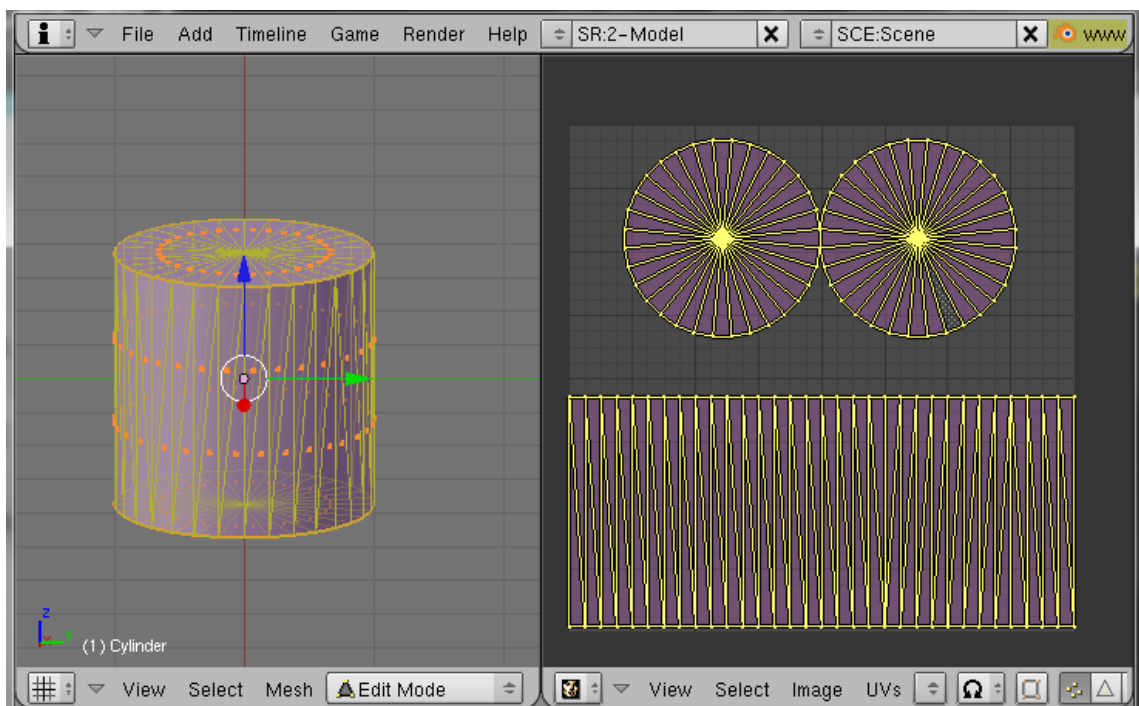 File Add Timeline Game Render Help SR:2-Model SCE:Scene www
z
y
x
(1) Cylinder
View Select Mesh Edit Mode
View Select Image UVs